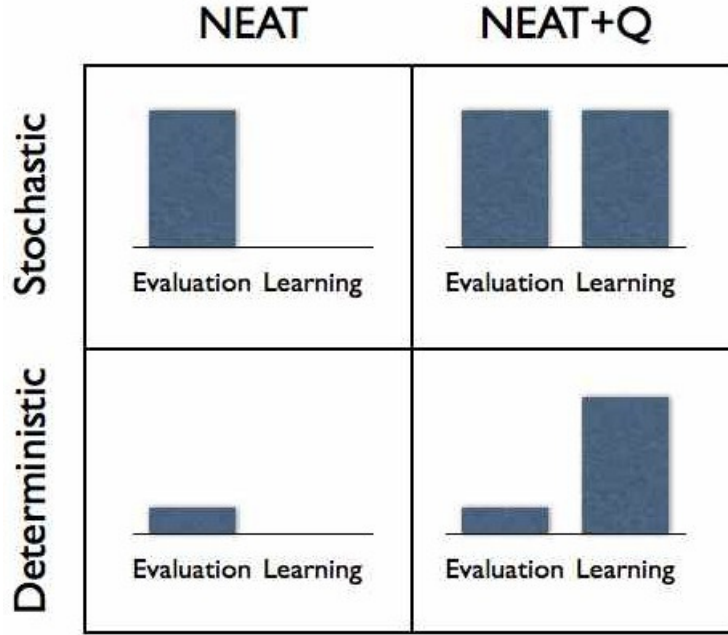 NEAT NEAT+Q
Stochastic
Evaluation Learning Evaluation Learning
Deterministic
Evaluation Learning Evaluation Learning